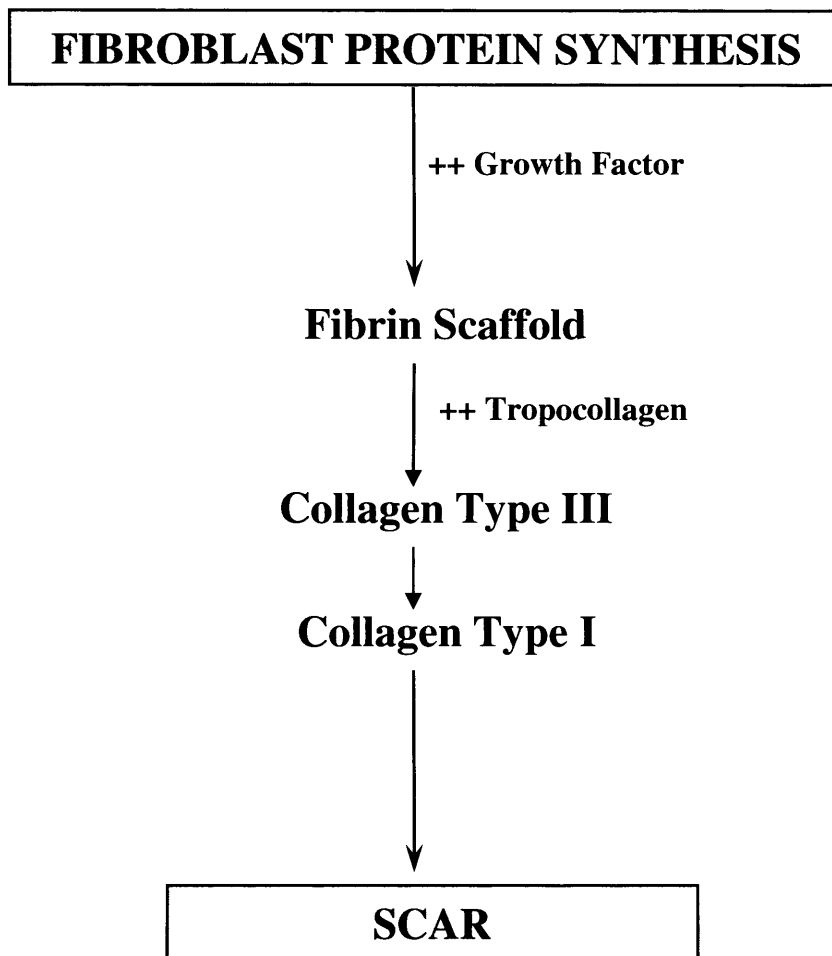 FIBROBLAST PROTEIN SYNTHESIS
++ Growth Factor
Fibrin Scaffold
++ Tropocollagen
Collagen Type III
Collagen Type I
SCAR